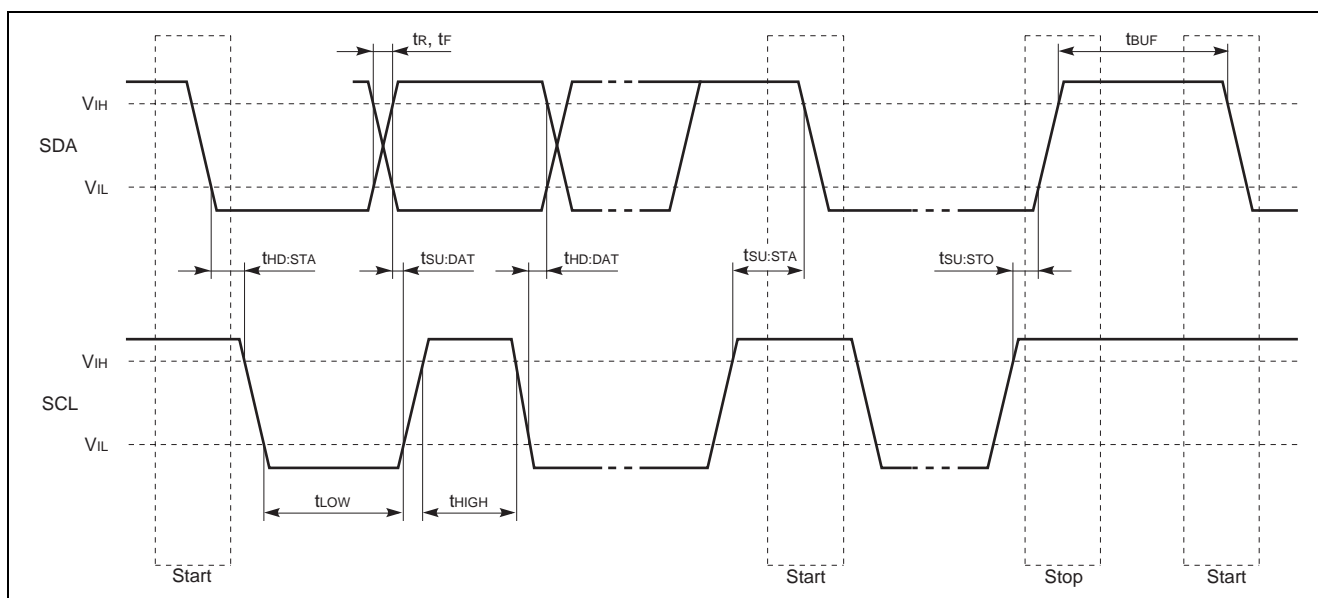 tR, tF
tBUF
VIH
SDA
VIL
tHD:STA
tSU:DAT
tHD:DAT
tSU:STA
tSU:STO
VIH
SCL
VIL
tLOW
tHIGH
Start
Start
Stop
Start